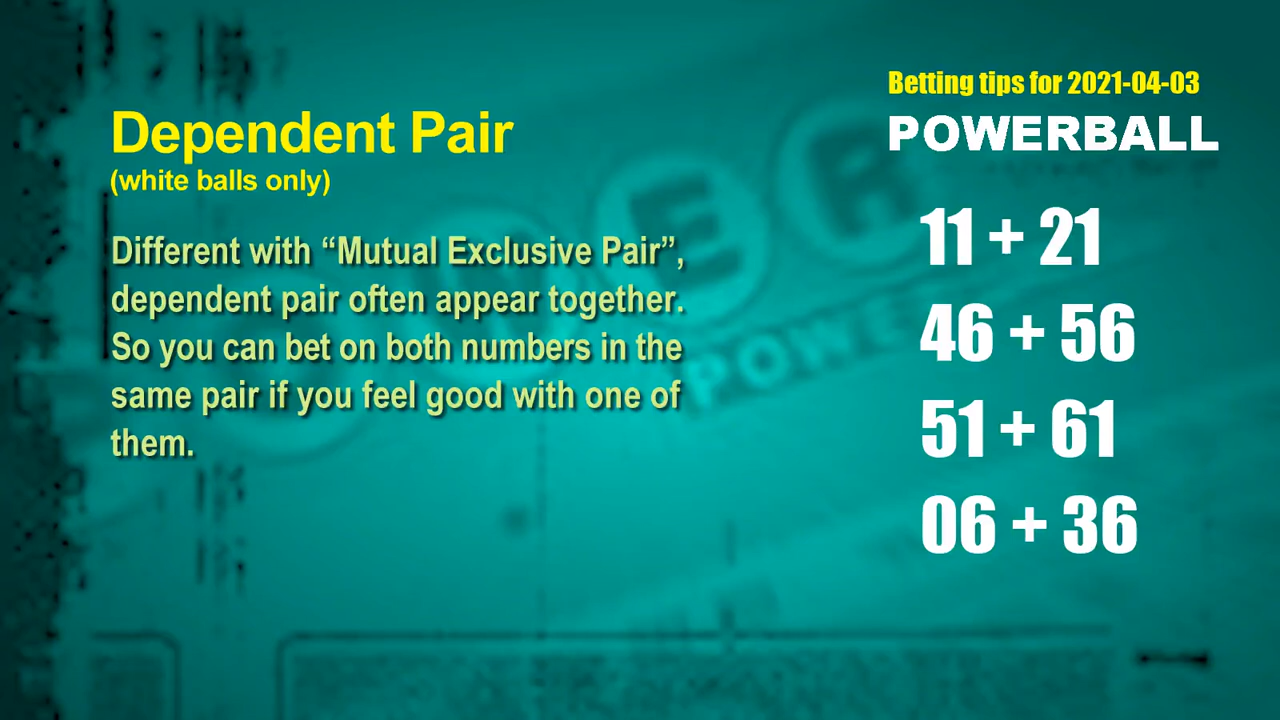 Dependent Pair
(white balls only)
Different with “Mutual Exclusive Pair”,
dependent pair often appear together.
So you can bet on both numbers in the
same pair if you feel good with one of
them.
Betting tips for 2021-04-03
POWERBALL
11 + 21
46 + 56
51 + 61
06 + 36